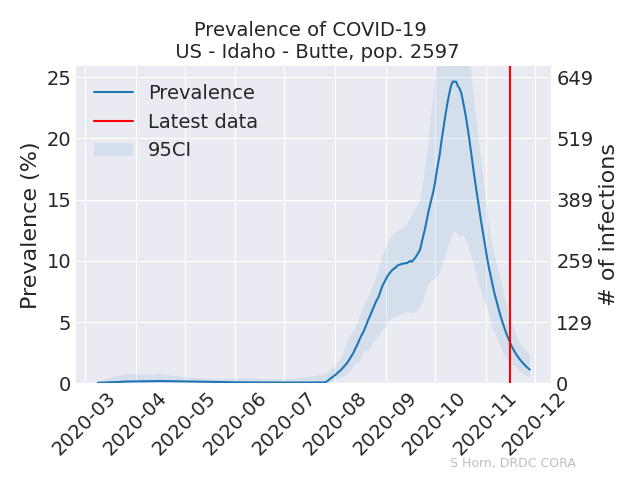 Prevalence of COVID-19
US - Idaho - Butte, pop. 2597
Prevalence
Latest data
95CI
Prevalence (%)
25
20
15
10
5
0
649
519
389
259
129
0
# of infections
2020-03
2020-04
2020-05
2020-06
2020-07
2020-08
2020-09
2020-10
2020-11
2020-12
S Horn, DRDC CORA